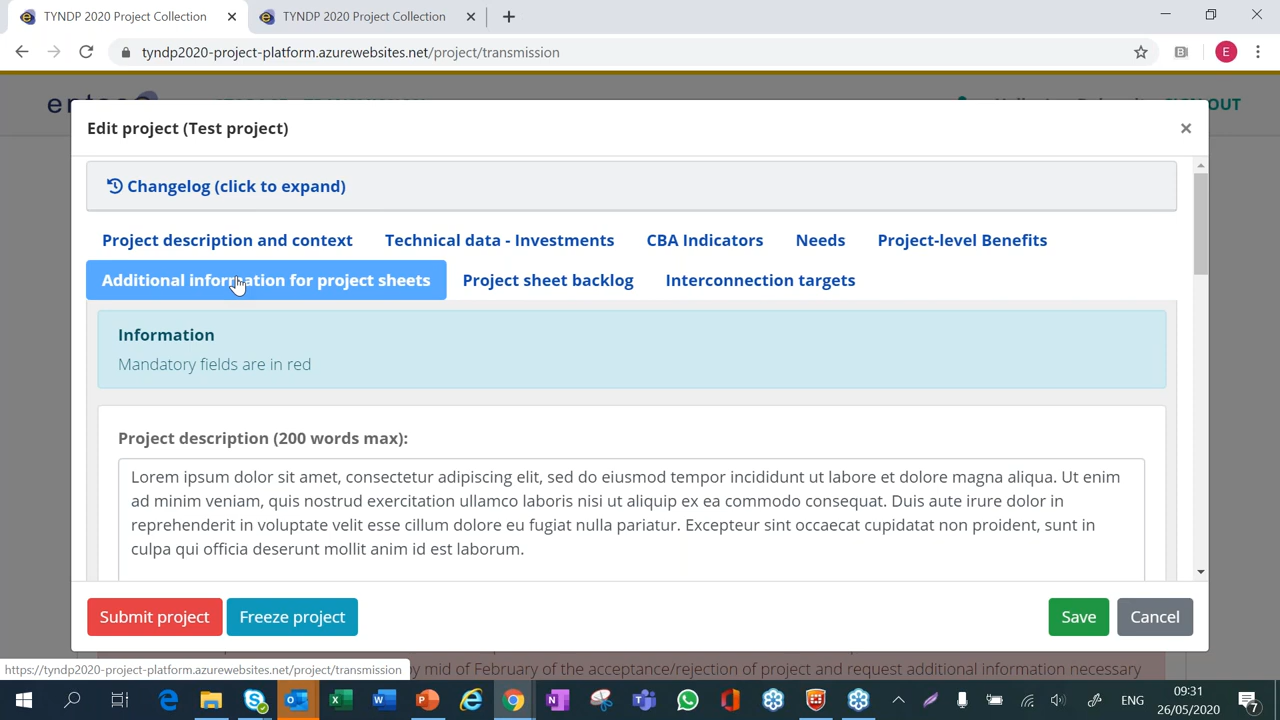 TYNDP 2020 Project Collection
TYNDP 2020 Project Collection
tyndp2020-project-platform.azurewebsites.net/project/transmission
B
E
OUT
Edit project (Test project)
Changelog (click to expand)
Project description and context Technical data - Investments CBA Indicators Needs Project-level Benefits
Additional information for project sheets Project sheet backlog Interconnection targets
Information
Mandatory fields are in red
Project description (200 words max):
Lorem ipsum dolor sit amet, consectetur adipiscing elit, sed do eiusmod tempor incididunt ut labore et dolore magna aliqua. Ut enim
ad minim veniam, quis nostrud exercitation ullamco laboris nisi ut aliquip ex ea commodo consequat. Duis aute irure dolor in
reprehenderit in voluptate velit esse cillum dolore eu fugiat nulla pariatur. Excepteur sint occaecat cupidatat non proident, sunt in
culpa qui officia deserunt mollit anim id est laborum.
Submit project Freeze project Save Cancel
https://tyndp2020-project-platform.azurewebsites.net/project/transmission
mid of February of the acceptance/rejection of project and request additional information necessary
ENG
09:31
26/05/2020
7